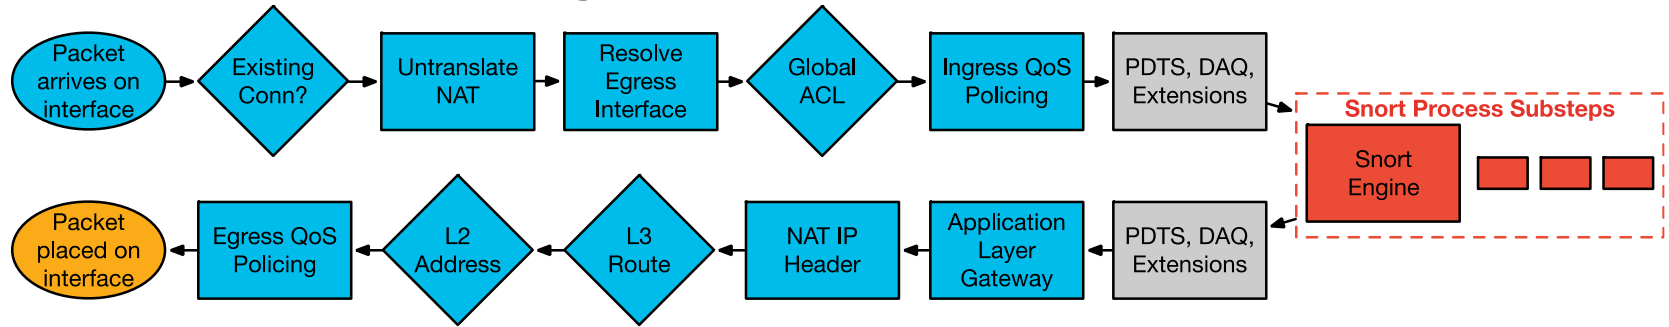 Packet
arrives on
interface
Existing
Conn?
Untranslate
NAT
Resolve
Egress
Interface
Global
ACL
Ingress QoS
Policing
PDTS, DAQ,
Extensions
Snort Process Substeps
Snort
Engine
Packet
placed on
interface
Egress QoS
Policing
L2
Address
L3
Route
NAT IP
Header
Application
Layer
Gateway
PDTS, DAQ,
Extensions